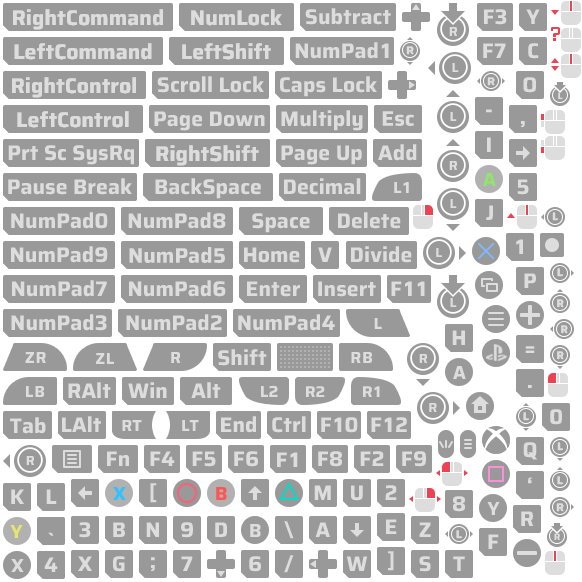 RightCommand NumLock Subtract R F3 Y
LeftCommand LeftShift NumPad1 R L F7 C ?
RightControl Scroll Lock Caps Lock R O L
LeftControl Page Down Multiply Esc L - ,
Prt Sc SysRq RightShift Page Up Add R I
Pause Break BackSpace Decimal L1 L A 5
NumPad0 NumPad8 Space Delete J L
NumPad9 NumPad5 Home V Divide L 1
NumPad7 NumPad6 Enter Insert F11 L P L
NumPad3 NumPad2 NumPad4 L H R
ZR ZL R Shift RB R A = R
LB RAlt Win Alt L2 R2 R1 R . 
Tab LAlt RT LT End Ctrl F10 F12 L O
R Fn F4 F5 F6 F1 F8 F2 F9 Q L
K L X [ B M U 2 8 Y ‘ L
Y ` 3 B N 9 D B \ A E Z L F R R
X 4 X G ; 7 6 / W ] S T R